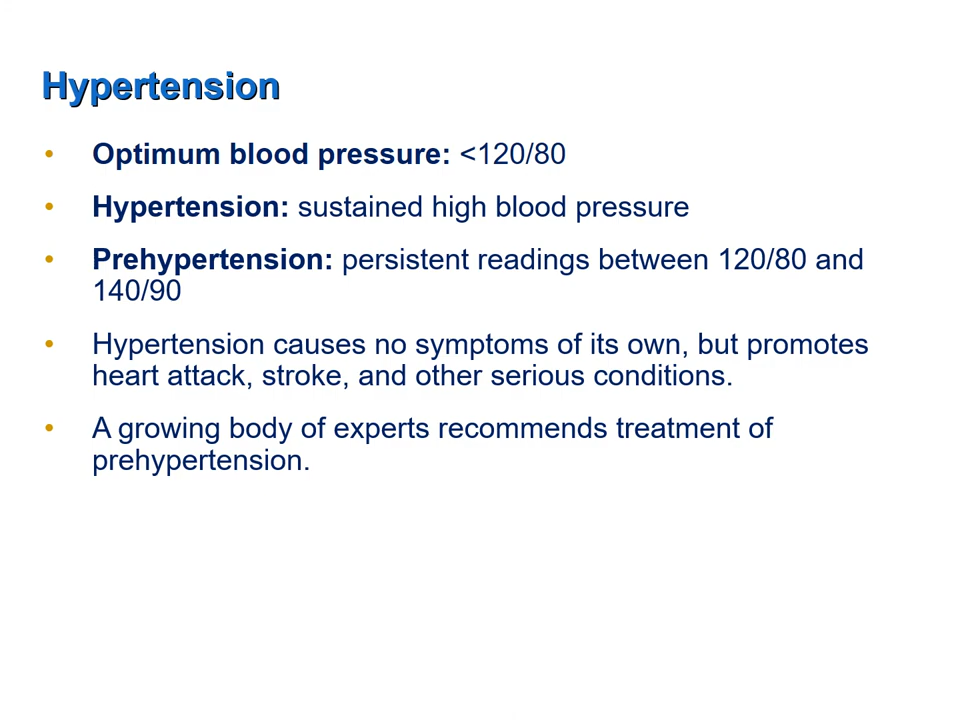 Hypertension
• Optimum blood pressure: <120/80
• Hypertension: sustained high blood pressure
• Prehypertension: persistent readings between 120/80 and
140/90
• Hypertension causes no symptoms of its own, but promotes
heart attack, stroke, and other serious conditions.
• A growing body of experts recommends treatment of
prehypertension.